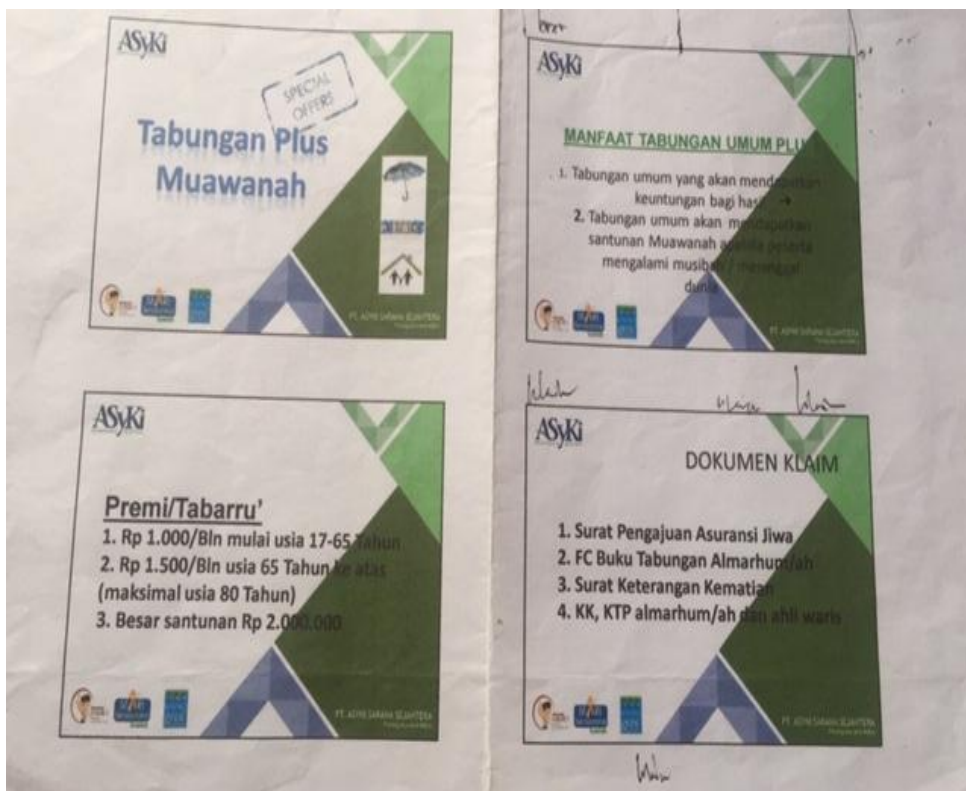 ASyKi
SPECIAL
OFFERS
Tabungan Plus
Muawanah
ASyKi
MANFAAT TABUNGAN UMUM PLU
1. Tabungan umum yang akan mendapatkan
keuntungan bagi hasil
2. Tabungan umum akan mendapatkan
santunan Muawanah apabila peserta
mengalami musibah / meninggal
dunia
ASyKi
Premi/Tabarru'
1. Rp 1.000/Bln mulai usia 17-65 Tahun
2. Rp 1.500/Bln usia 65 Tahun ke atas
(maksimal usia 80 Tahun)
3. Besar santunan Rp 2.000.000
ASyKi
DOKUMEN KLAIM
1. Surat Pengajuan Asuransi Jiwa
2. FC Buku Tabungan Almarhum/ah
3. Surat Keterangan Kematian
4. KK, KTP almarhum/ah dan ahli waris